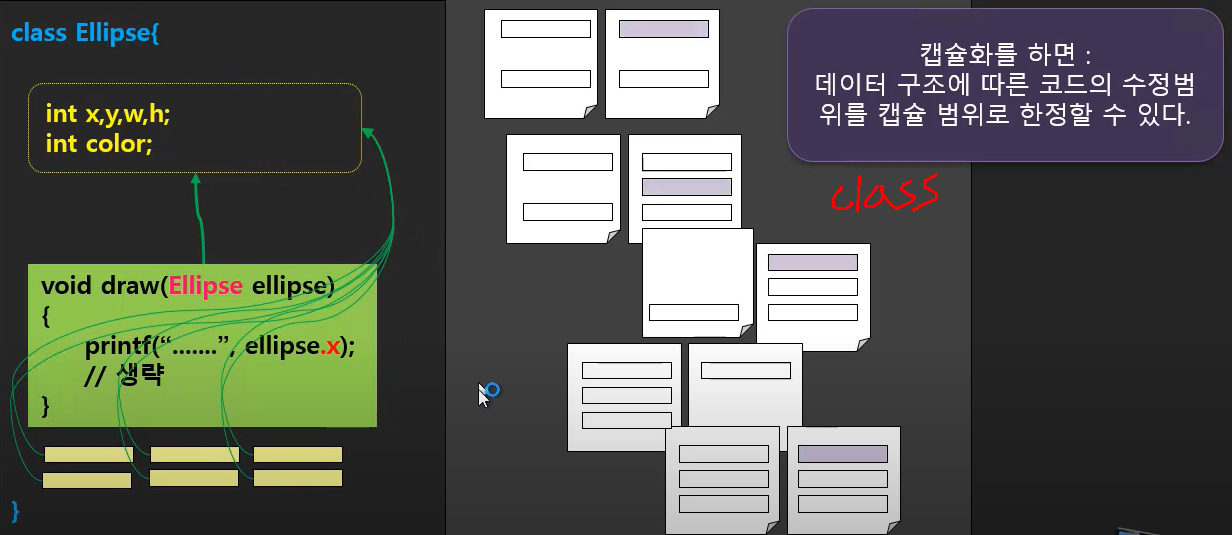 class Ellipse{
int x,y,w,h;
int color;
void draw(Ellipse ellipse)
{
printf(“.......”, ellipse.x);
// 생략
}
}
캡슐화를 하면 :
데이터 구조에 따른 코드의 수정범
위를 캡슐 범위로 한정할 수 있다.
class